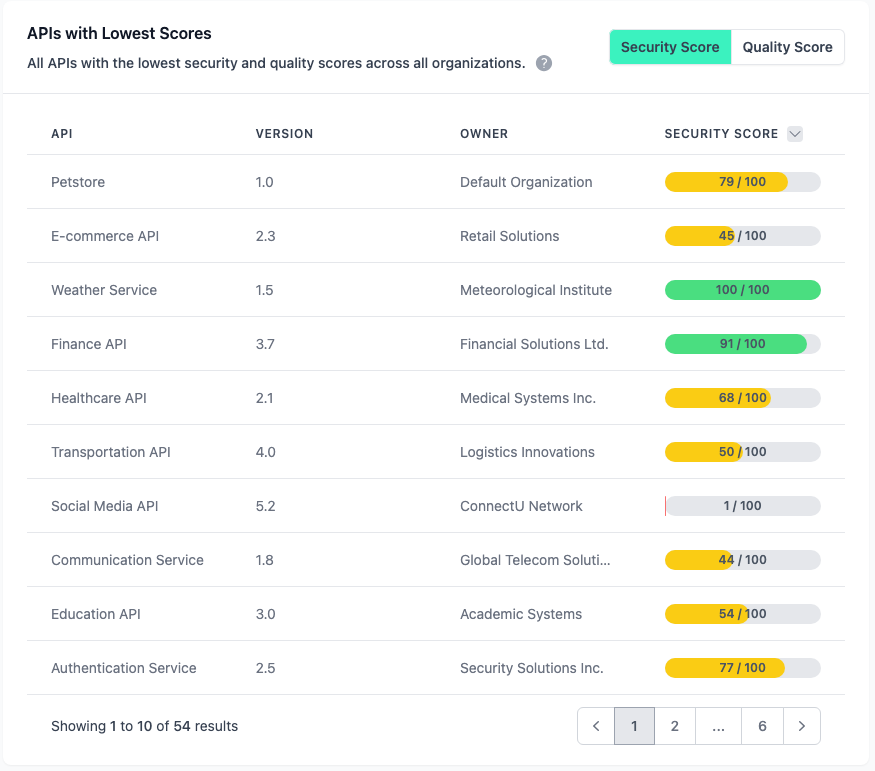 APIs with Lowest Scores
All APIs with the lowest security and quality scores across all organizations. ?
Security Score Quality Score
API VERSION OWNER SECURITY SCORE
Petstore 1.0 Default Organization 79 / 100
E-commerce API 2.3 Retail Solutions 45 / 100
Weather Service 1.5 Meteorological Institute 100 / 100
Finance API 3.7 Financial Solutions Ltd. 91 / 100
Healthcare API 2.1 Medical Systems Inc. 68 / 100
Transportation API 4.0 Logistics Innovations 50 / 100
Social Media API 5.2 ConnectU Network 1 / 100
Communication Service 1.8 Global Telecom Soluti... 44 / 100
Education API 3.0 Academic Systems 54 / 100
Authentication Service 2.5 Security Solutions Inc. 77 / 100
Showing 1 to 10 of 54 results 1 2 ... 6